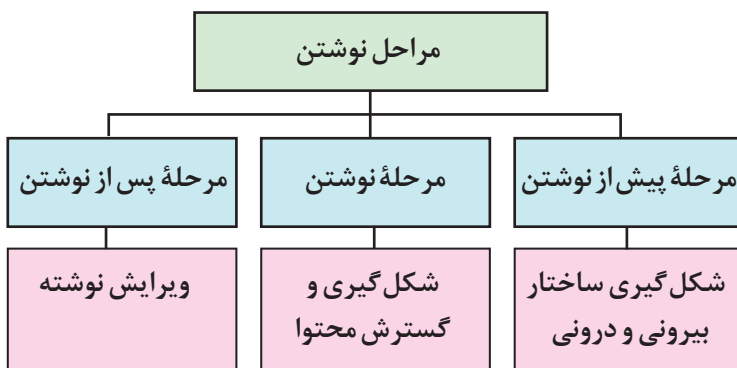 مراحل نوشتن
مرحلهٔ پیش از نوشتن
مرحلهٔ نوشتن
مرحلهٔ پس از نوشتن
شکل‌گیری ساختار
بیرونی و درونی
شکل‌گیری و
گسترش محتوا
ویرایش نوشته